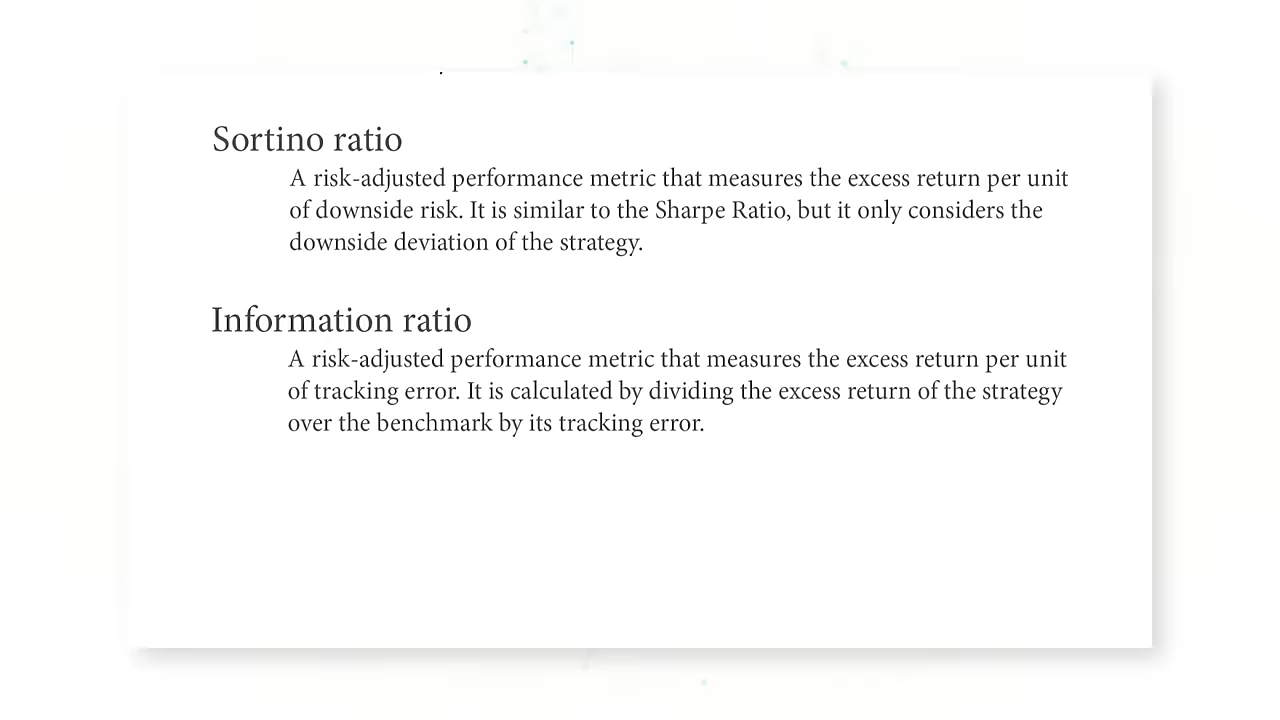 Sortino ratio
A risk-adjusted performance metric that measures the excess return per unit
of downside risk. It is similar to the Sharpe Ratio, but it only considers the
downside deviation of the strategy.
Information ratio
A risk-adjusted performance metric that measures the excess return per unit
of tracking error. It is calculated by dividing the excess return of the strategy
over the benchmark by its tracking error.